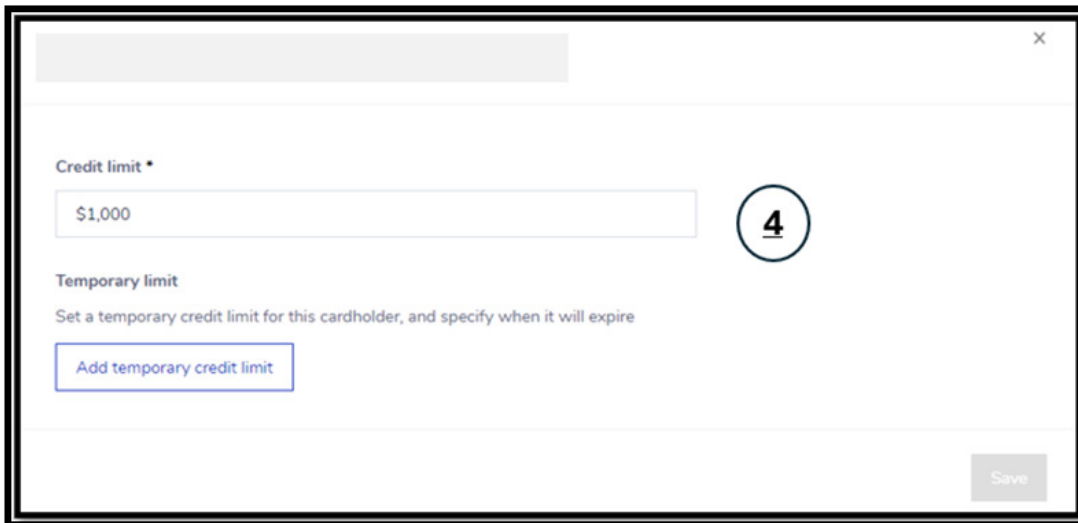 ×
Credit limit *
$1,000
4
Temporary limit
Set a temporary credit limit for this cardholder, and specify when it will expire
Add temporary credit limit
Save